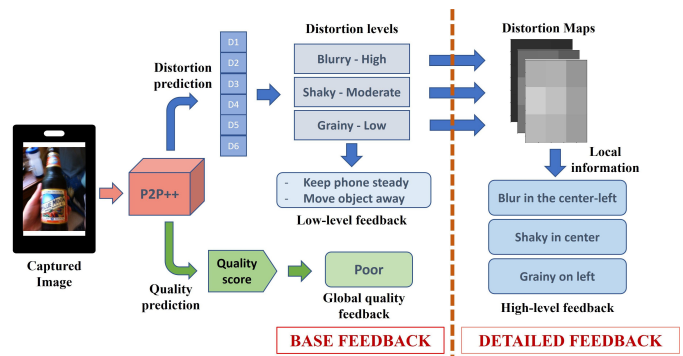 Distortion levels
Distortion Maps
D1
D2
D3
D4
D5
D6
Distortion
prediction
Blurry - High
Shaky - Moderate
Grainy - Low
P2P++
- Keep phone steady
- Move object away
Low-level feedback
Local
information
Blur in the center-left
Shaky in center
Grainy on left
High-level feedback
Captured
Image
Quality
prediction
Quality
score
Poor
Global quality
feedback
BASE FEEDBACK
DETAILED FEEDBACK